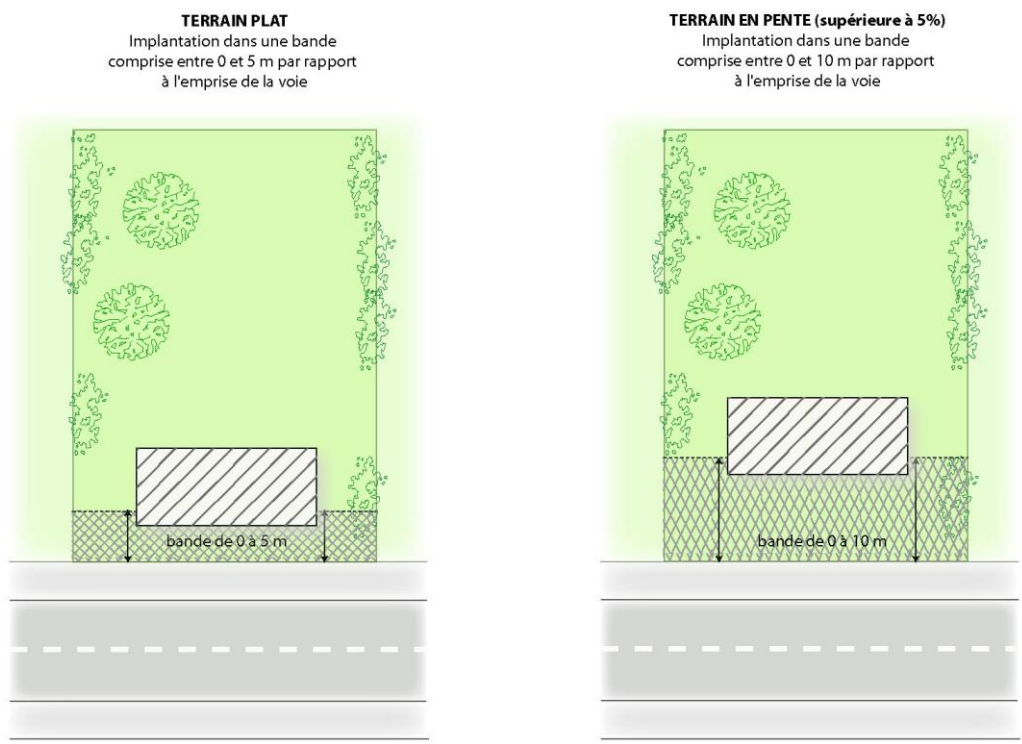 TERRAIN PLAT
Implantation dans une bande
comprise entre 0 et 5 m par rapport
à l'emprise de la voie
bande de 0 à 5 m
TERRAIN EN PENTE (supérieure à 5%)
Implantation dans une bande
comprise entre 0 et 10 m par rapport
à l'emprise de la voie
bande de 0 à 10 m